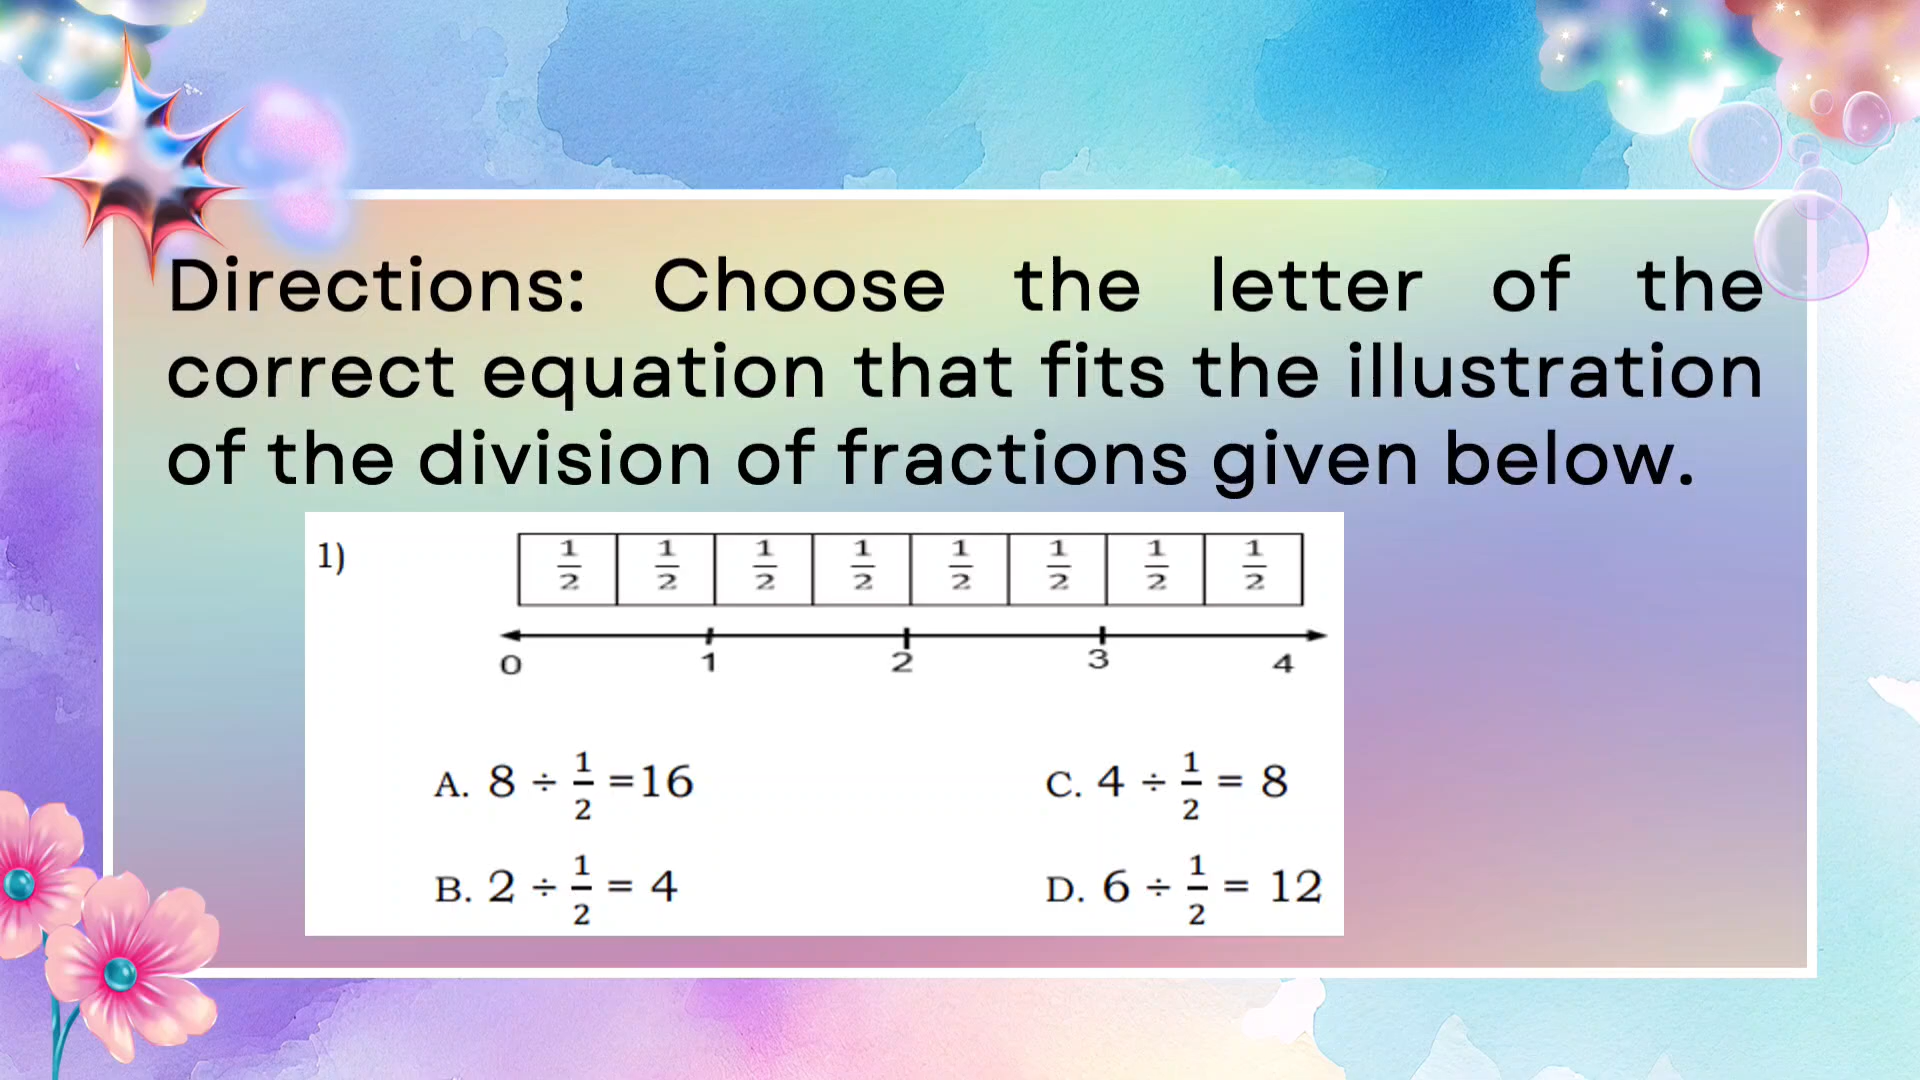 Directions: Choose the letter of the
correct equation that fits the illustration
of the division of fractions given below.
1)
1/2 1/2 1/2 1/2 1/2 1/2 1/2 1/2
0 1 2 3 4
A. 8 ÷ 1/2 =16
C. 4 ÷ 1/2 = 8
B. 2 ÷ 1/2 = 4
D. 6 ÷ 1/2 = 12